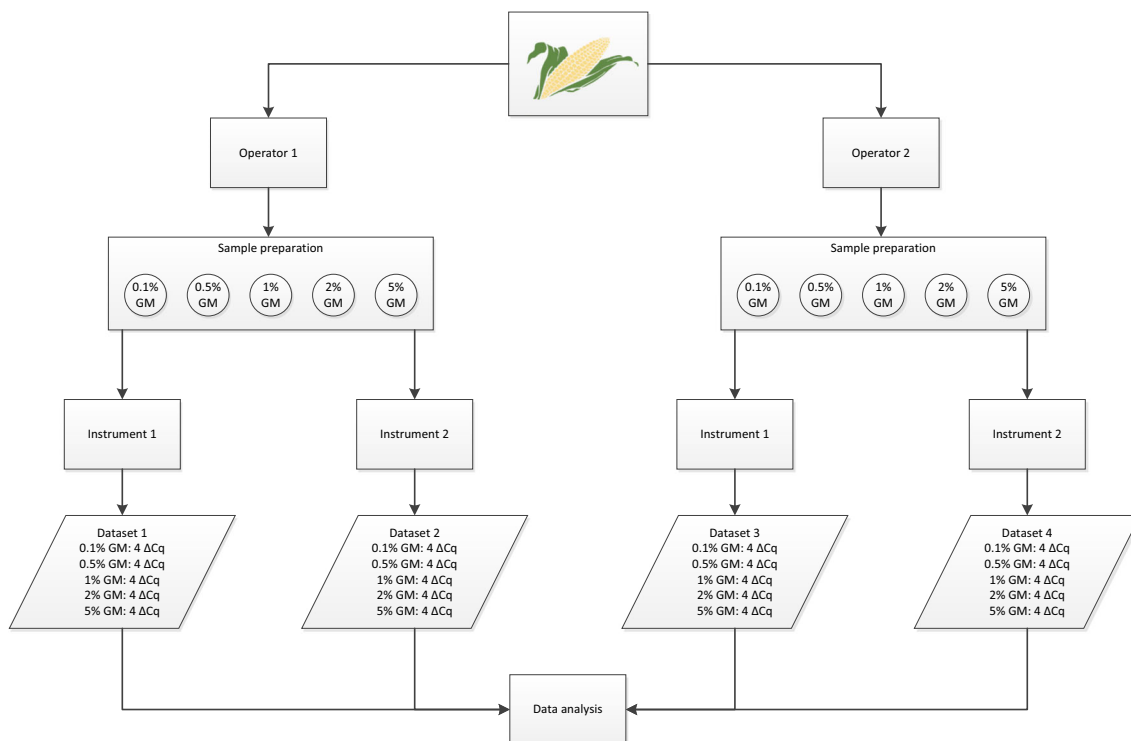 Operator 1
Operator 2
Sample preparation
0.1%
GM
0.5%
GM
1%
GM
2%
GM
5%
GM
Sample preparation
0.1%
GM
0.5%
GM
1%
GM
2%
GM
5%
GM
Instrument 1
Instrument 2
Instrument 1
Instrument 2
Dataset 1
0.1% GM: 4 ΔCq
0.5% GM: 4 ΔCq
1% GM: 4 ΔCq
2% GM: 4 ΔCq
5% GM: 4 ΔCq
Dataset 2
0.1% GM: 4 ΔCq
0.5% GM: 4 ΔCq
1% GM: 4 ΔCq
2% GM: 4 ΔCq
5% GM: 4 ΔCq
Dataset 3
0.1% GM: 4 ΔCq
0.5% GM: 4 ΔCq
1% GM: 4 ΔCq
2% GM: 4 ΔCq
5% GM: 4 ΔCq
Dataset 4
0.1% GM: 4 ΔCq
0.5% GM: 4 ΔCq
1% GM: 4 ΔCq
2% GM: 4 ΔCq
5% GM: 4 ΔCq
Data analysis